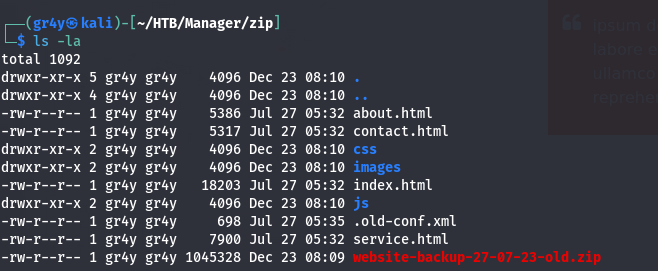 ┌──(gr4y㉿kali)-[~/HTB/Manager/zip]
└─$ ls -la
total 1092
drwxr-xr-x 5 gr4y gr4y    4096 Dec 23 08:10 .
drwxr-xr-x 4 gr4y gr4y    4096 Dec 23 08:10 ..
-rw-r--r-- 1 gr4y gr4y    5386 Jul 27 05:32 about.html
-rw-r--r-- 1 gr4y gr4y    5317 Jul 27 05:32 contact.html
drwxr-xr-x 2 gr4y gr4y    4096 Dec 23 08:10 css
drwxr-xr-x 2 gr4y gr4y    4096 Dec 23 08:10 images
-rw-r--r-- 1 gr4y gr4y   18203 Jul 27 05:32 index.html
drwxr-xr-x 2 gr4y gr4y    4096 Dec 23 08:10 js
-rw-r--r-- 1 gr4y gr4y     698 Jul 27 05:35 .old-conf.xml
-rw-r--r-- 1 gr4y gr4y    7900 Jul 27 05:32 service.html
-rw-r--r-- 1 gr4y gr4y 1045328 Dec 23 08:09 website-backup-27-07-23-old.zip
ipsum
labore